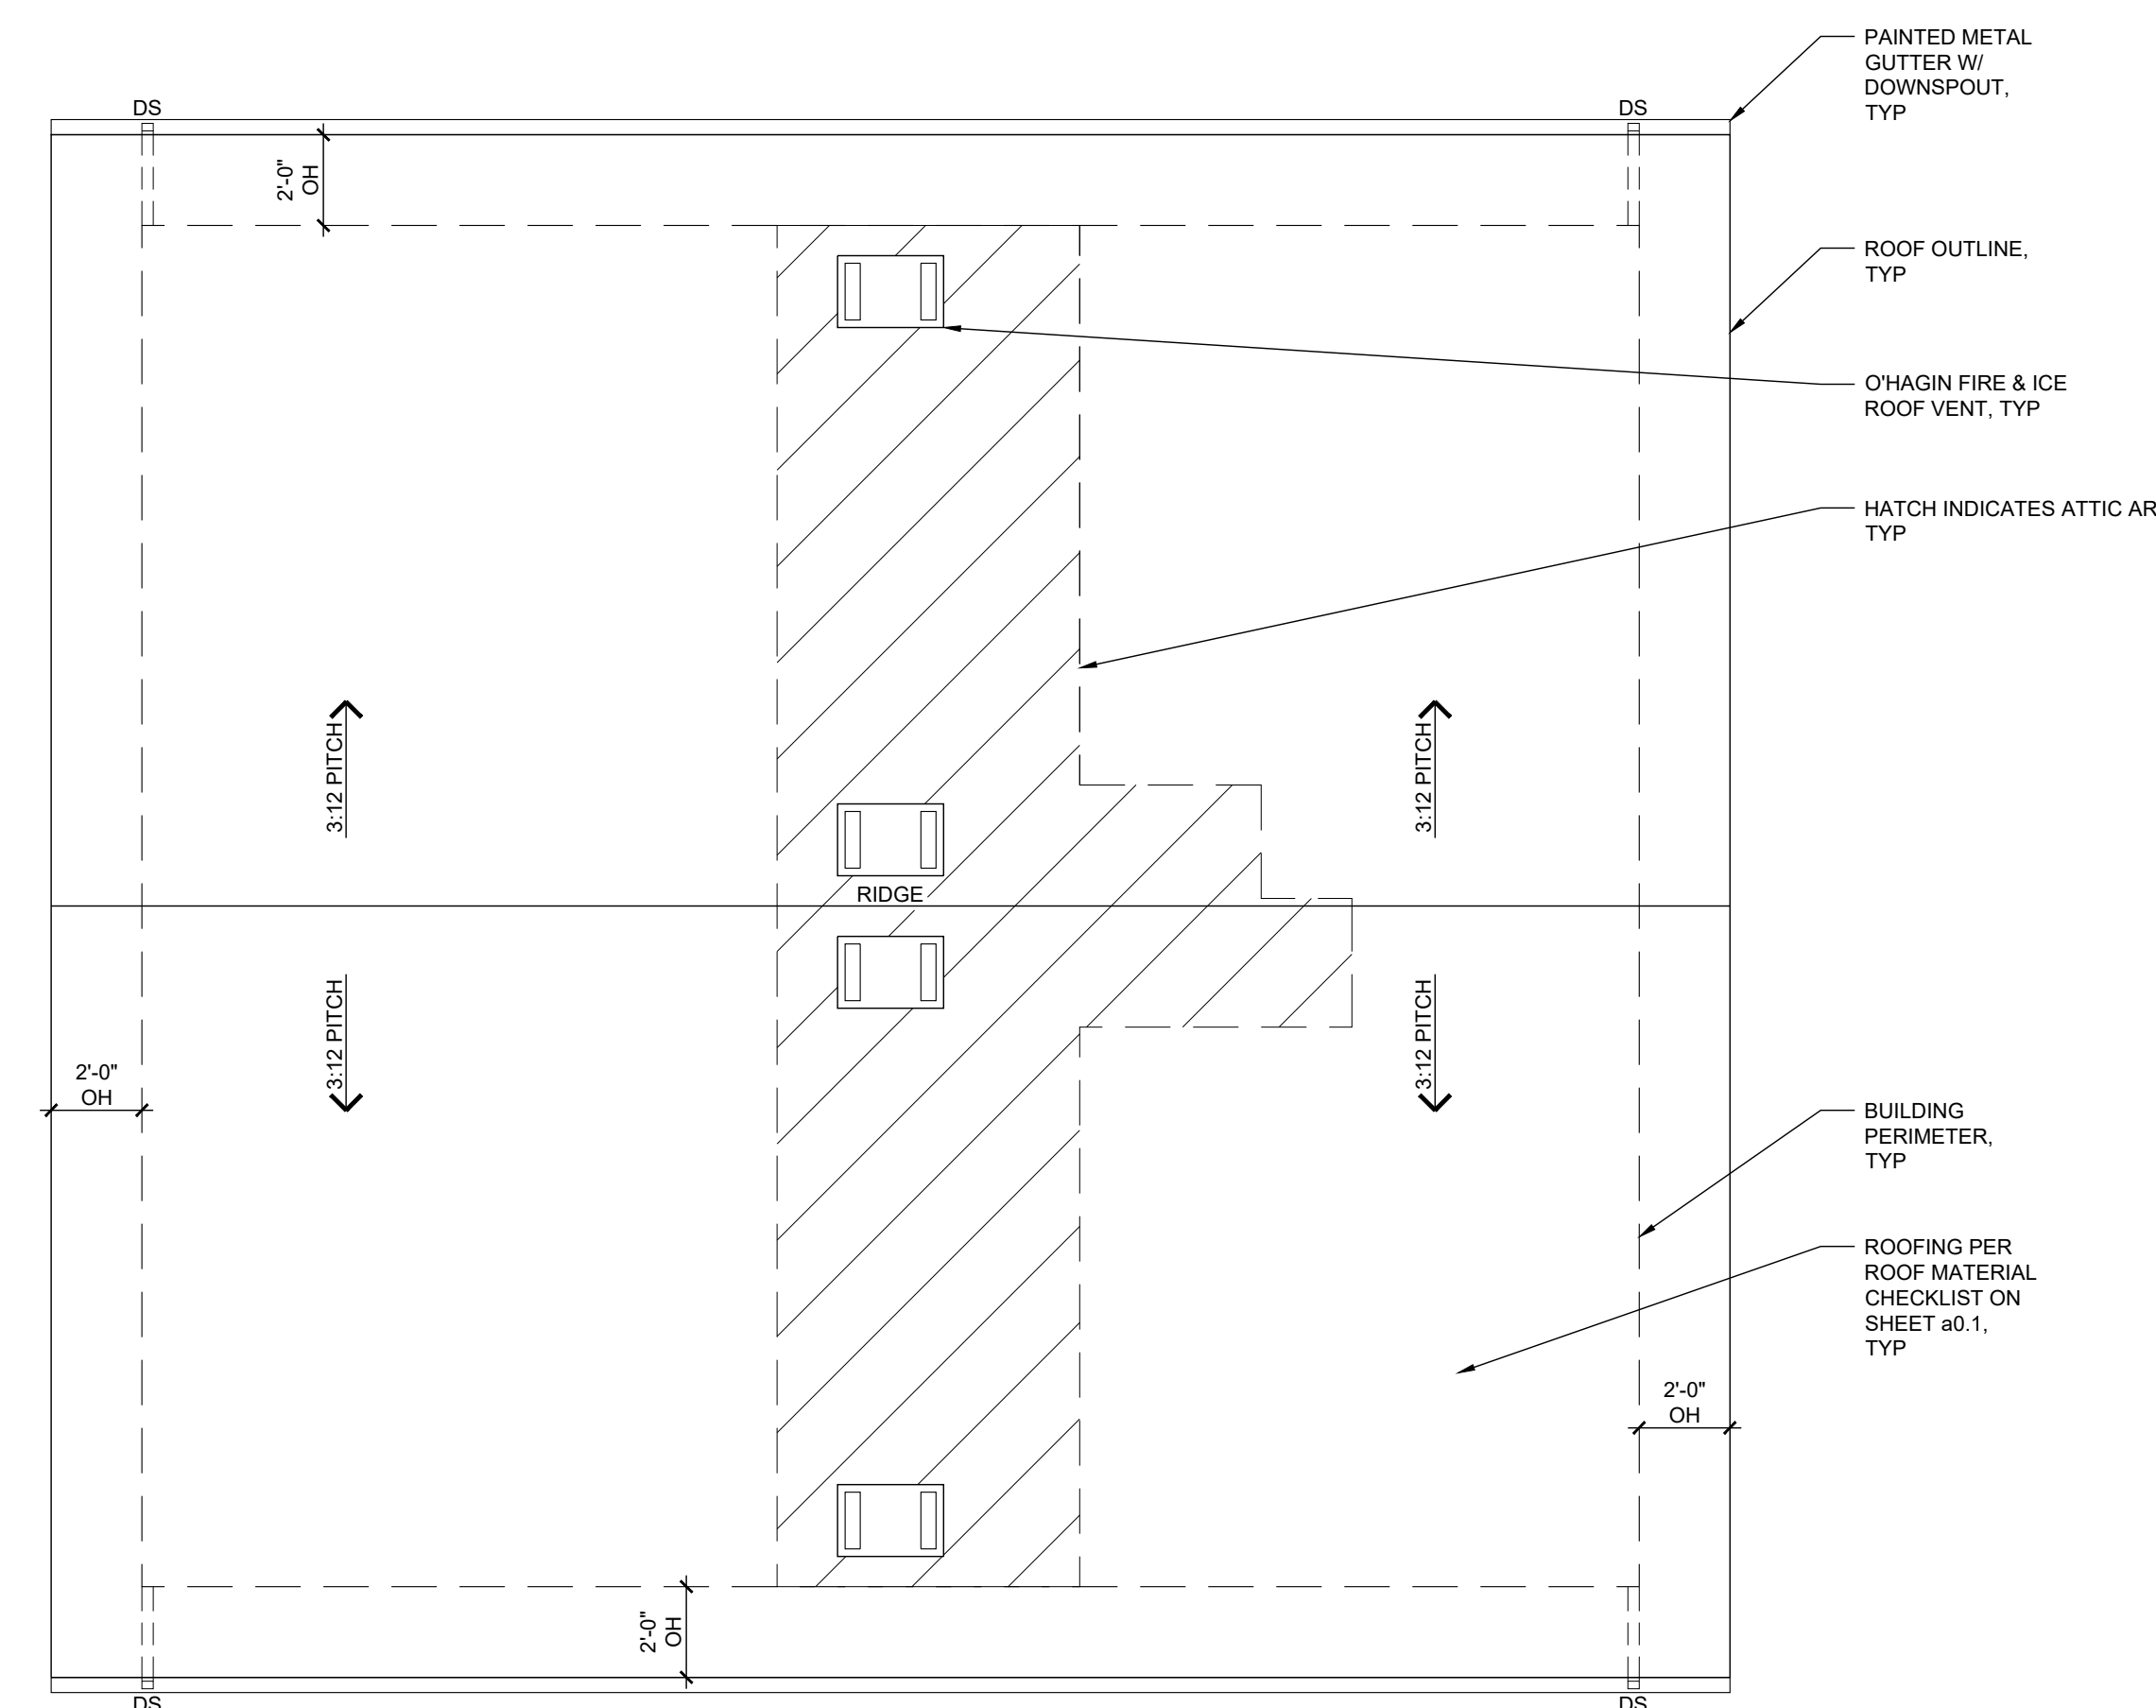 PAINTED METAL
GUTTER W/
DOWNSPOUT,
TYP
DS
DS
2'-0"
OH
ROOF OUTLINE,
TYP
O'HAGIN FIRE & ICE
ROOF VENT, TYP
HATCH INDICATES ATTIC AR
TYP
3:12 PITCH
3:12 PITCH
RIDGE
3:12 PITCH
3:12 PITCH
2'-0"
OH
BUILDING
PERIMETER,
TYP
ROOFING PER
ROOF MATERIAL
CHECKLIST ON
SHEET a0.1,
TYP
2'-0"
OH
2'-0"
OH
DS
DS